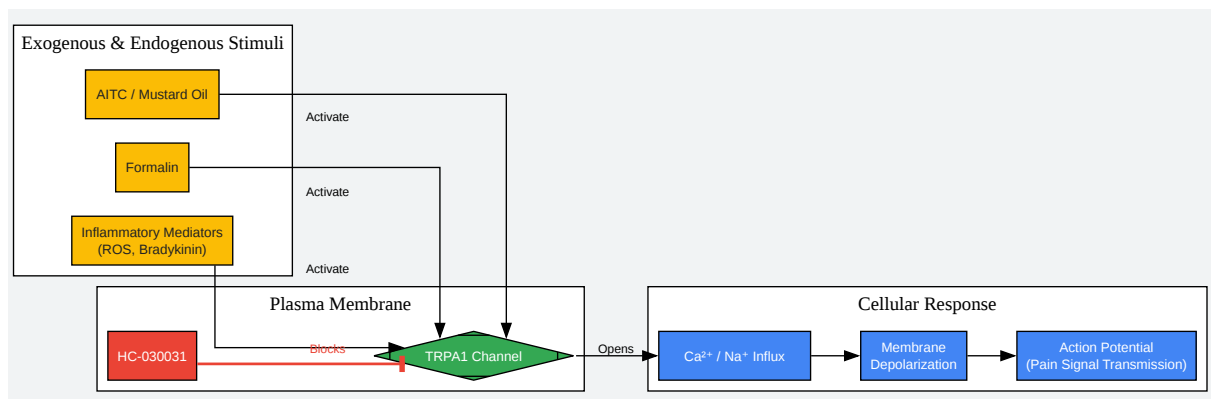 Exogenous & Endogenous Stimuli
AITC / Mustard Oil
Activate
Formalin
Activate
Inflammatory Mediators
(ROS, Bradykinin)
Activate
Plasma Membrane
HC-030031
Blocks
TRPA1 Channel
Opens
Cellular Response
Ca²⁺ / Na⁺ Influx
Membrane
Depolarization
Action Potential
(Pain Signal Transmission)